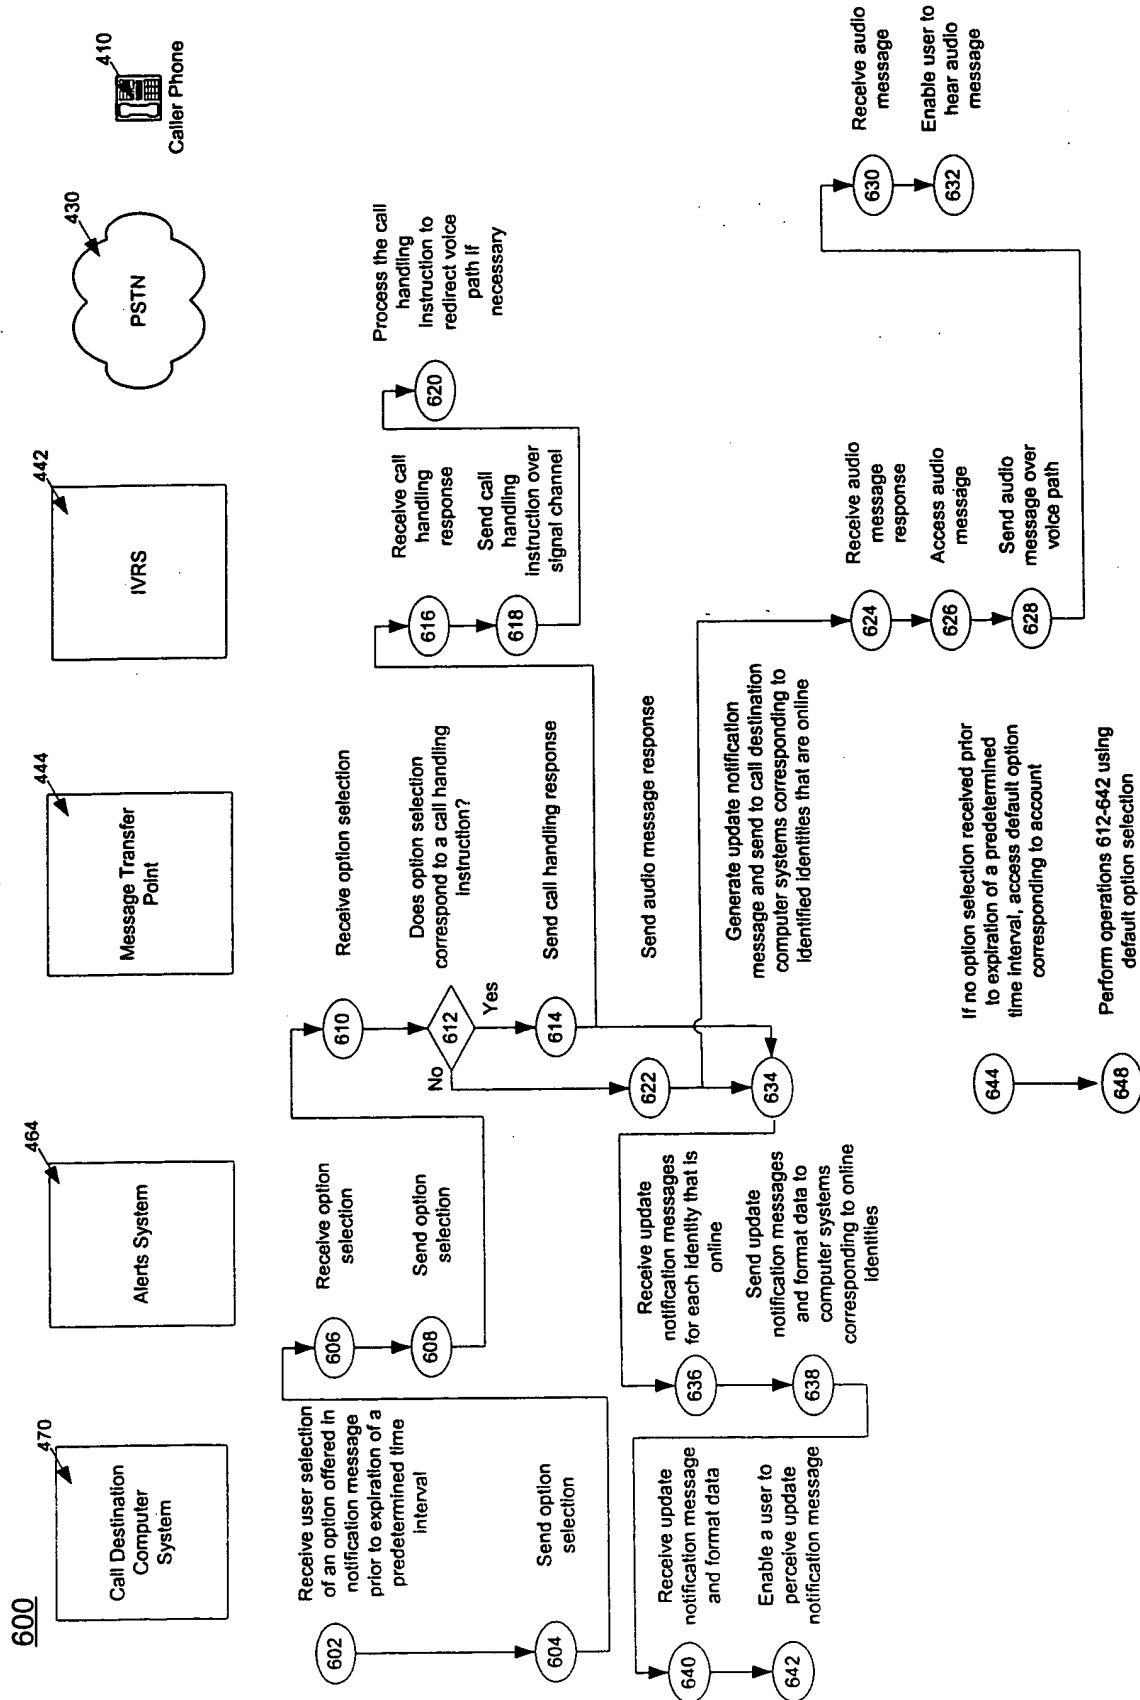 600
470
Call Destination
Computer
System
464
Alerts System
444
Message Transfer
Point
442
IVRS
430
PSTN
410
Caller Phone
602
Receive user selection
of an option offered in
notification message
prior to expiration of a
predetermined time
interval
604
Send option
selection
606
Receive option
selection
608
Send option
selection
610
Receive option selection
612
Does option selection
correspond to a call handling
instruction?
No
Yes
614
Send call handling response
616
Receive call
handling
response
618
Send call
handling
instruction over
signal channel
620
Process the call
handling
instruction to
redirect voice
path if
necessary
622
Send audio message response
624
Receive audio
message
response
626
Access audio
message
628
Send audio
message over
voice path
630
Receive audio
message
632
Enable user to
hear audio
message
634
Generate update notification
message and send to call destination
computer systems corresponding to
identified identities that are online
636
Receive update
notification messages
for each identity that is
online
638
Send update
notification messages
and format data to
computer systems
corresponding to online
identities
640
Receive update
notification message
and format data
642
Enable a user to
perceive update
notification message
644
If no option selection received prior
to expiration of a predetermined
time interval, access default option
corresponding to account
648
Perform operations 612-642 using
default option selection